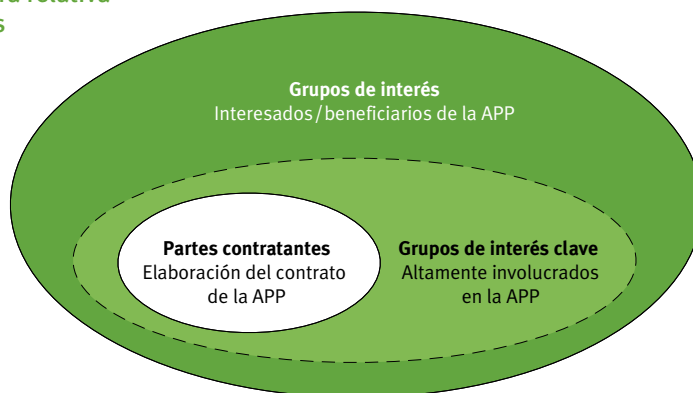 relativa
Grupos de interés
Interesados / beneficiarios de la APP
Partes contratantes
Elaboración del contrato
de la APP
Grupos de interés clave
Altamente involucrados
en la APP